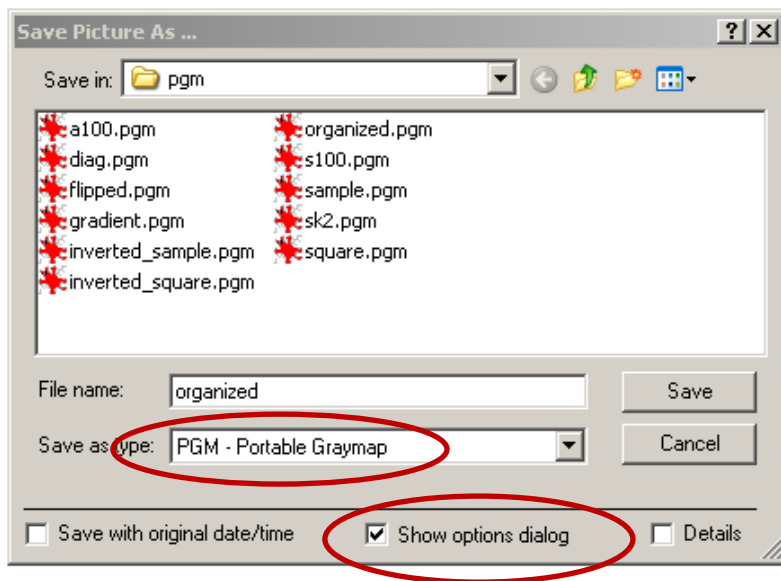 Save Picture As ...
Save in: pgm
a100.pgm
diag.pgm
flipped.pgm
gradient.pgm
inverted_sample.pgm
inverted_square.pgm
organized.pgm
s100.pgm
sample.pgm
sk2.pgm
square.pgm
File name: organized Save
Save as type: PGM - Portable Graymap Cancel
Save with original date/time Show options dialog Details